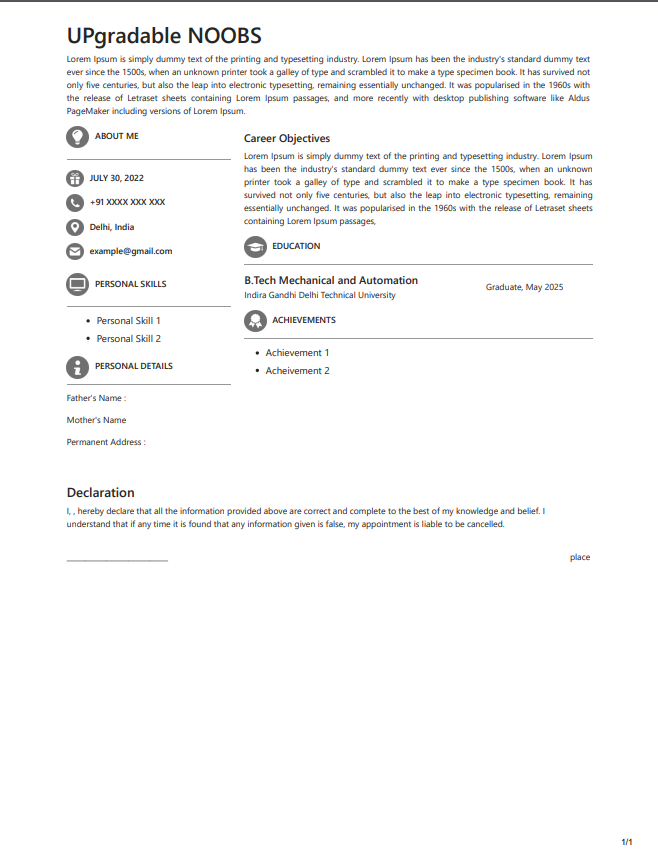 UPgradable NOOBS
Lorem Ipsum is simply dummy text of the printing and typesetting industry. Lorem Ipsum has been the industry's standard dummy text
ever since the 1500s, when an unknown printer took a galley of type and scrambled it to make a type specimen book. It has survived not
only five centuries, but also the leap into electronic typesetting, remaining essentially unchanged. It was popularised in the 1960s with
the release of Letraset sheets containing Lorem Ipsum passages, and more recently with desktop publishing software like Aldus
PageMaker including versions of Lorem Ipsum.
ABOUT ME
JULY 30, 2022
+91 XXXX XXX XXX
Delhi, India
example@gmail.com
PERSONAL SKILLS
• Personal Skill 1
• Personal Skill 2
PERSONAL DETAILS
Father's Name :
Mother's Name
Permanent Address :
Career Objectives
Lorem Ipsum is simply dummy text of the printing and typesetting industry. Lorem Ipsum
has been the industry's standard dummy text ever since the 1500s, when an unknown
printer took a galley of type and scrambled it to make a type specimen book. It has
survived not only five centuries, but also the leap into electronic typesetting, remaining
essentially unchanged. It was popularised in the 1960s with the release of Letraset sheets
containing Lorem Ipsum passages,
EDUCATION
B.Tech Mechanical and Automation
Graduate, May 2025
Indira Gandhi Delhi Technical University
ACHIEVEMENTS
• Achievement 1
• Acheivement 2
Declaration
I, , hereby declare that all the information provided above are correct and complete to the best of my knowledge and belief. I
understand that if any time it is found that any information given is false, my appointment is liable to be cancelled.
place
1/1